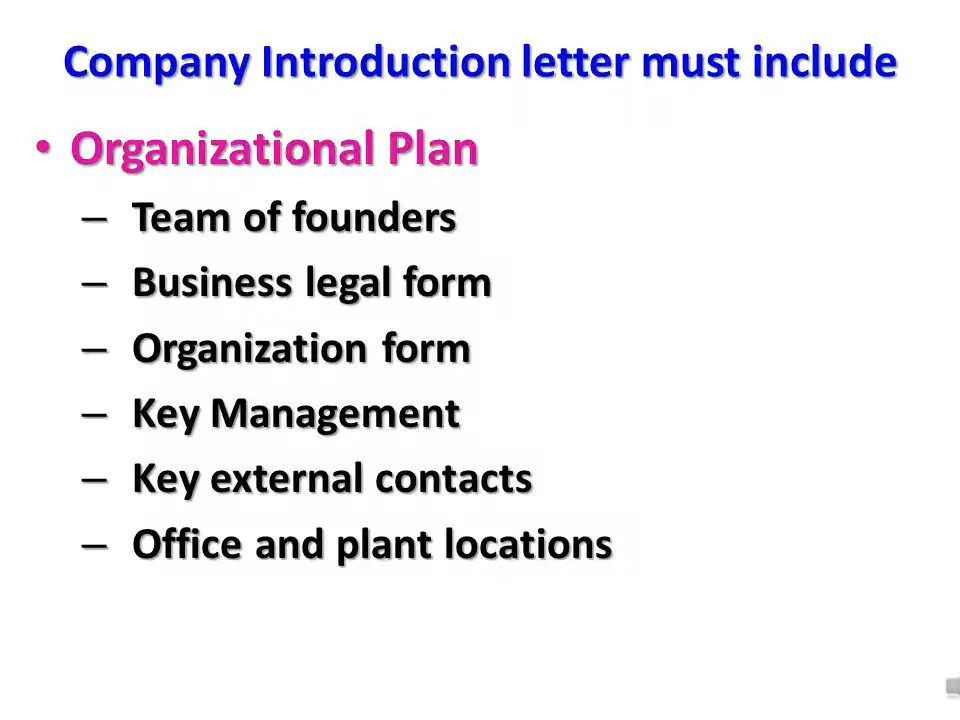 Company Introduction letter must include
• Organizational Plan
– Team of founders
– Business legal form
– Organization form
– Key Management
– Key external contacts
– Office and plant locations